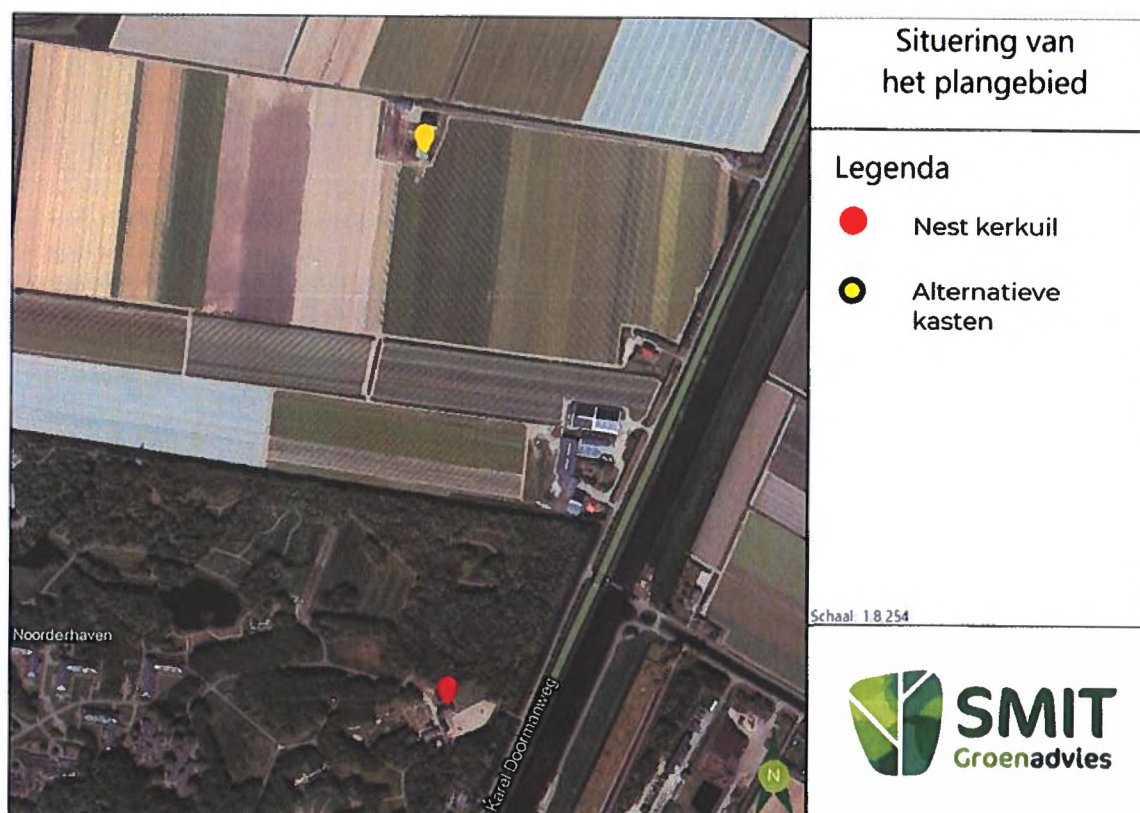 Situering van
het plangebied
Legenda
Nest kerkuil
Alternatieve
kasten
Schaal: 1:8.254
Noorderhaven
Karel Doormanweg
N
SMIT
Groenadvies